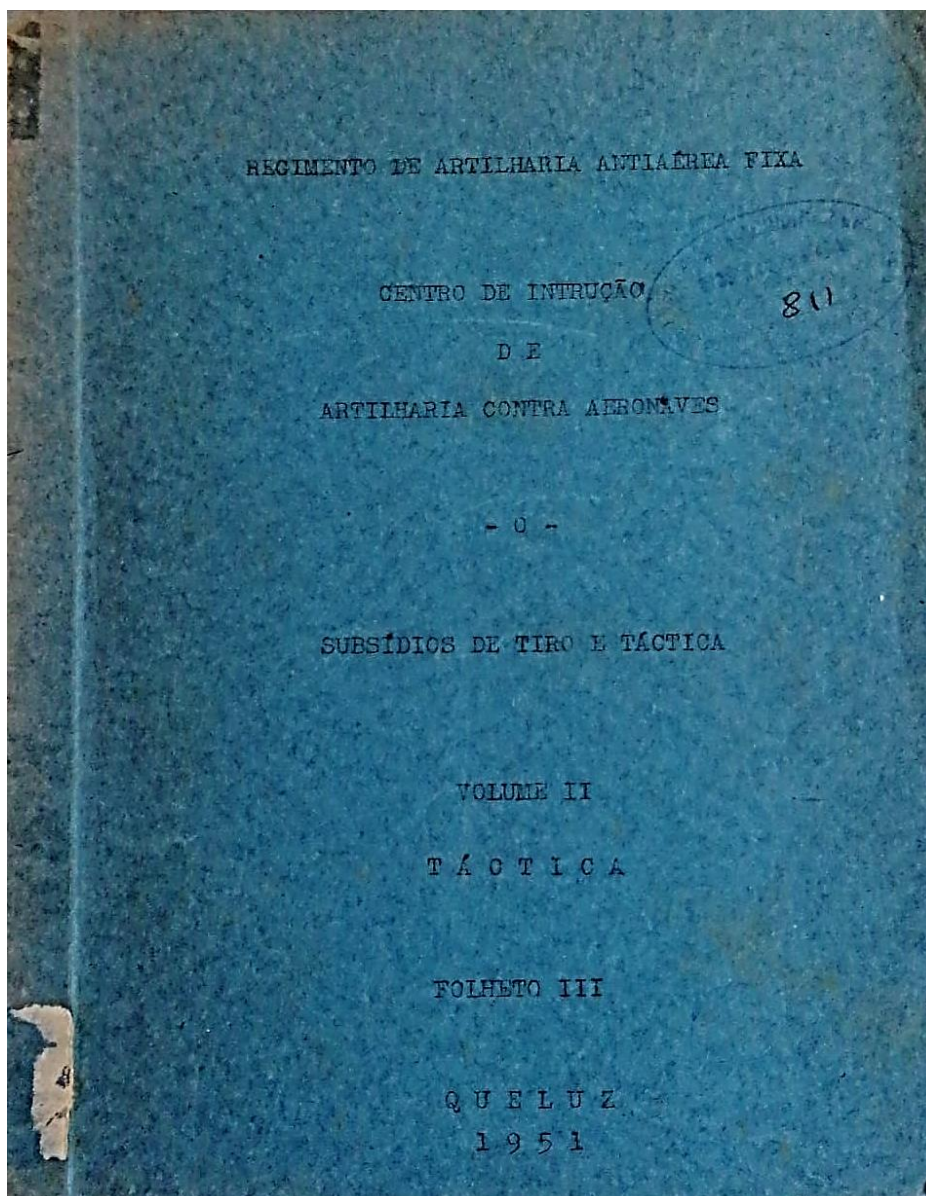 REGIMENTO DE ARTILHARIA ANTIAÉREA FIXA
CENTRO DE INTRUÇÃO
811
D E
ARTILHARIA CONTRA AERONAVES
- O -
SUBSÍDIOS DE TIRO E TÁCTICA
VOLUME II
T Á C T I C A
FOLHETO III
Q U E L U Z
1 9 5 1